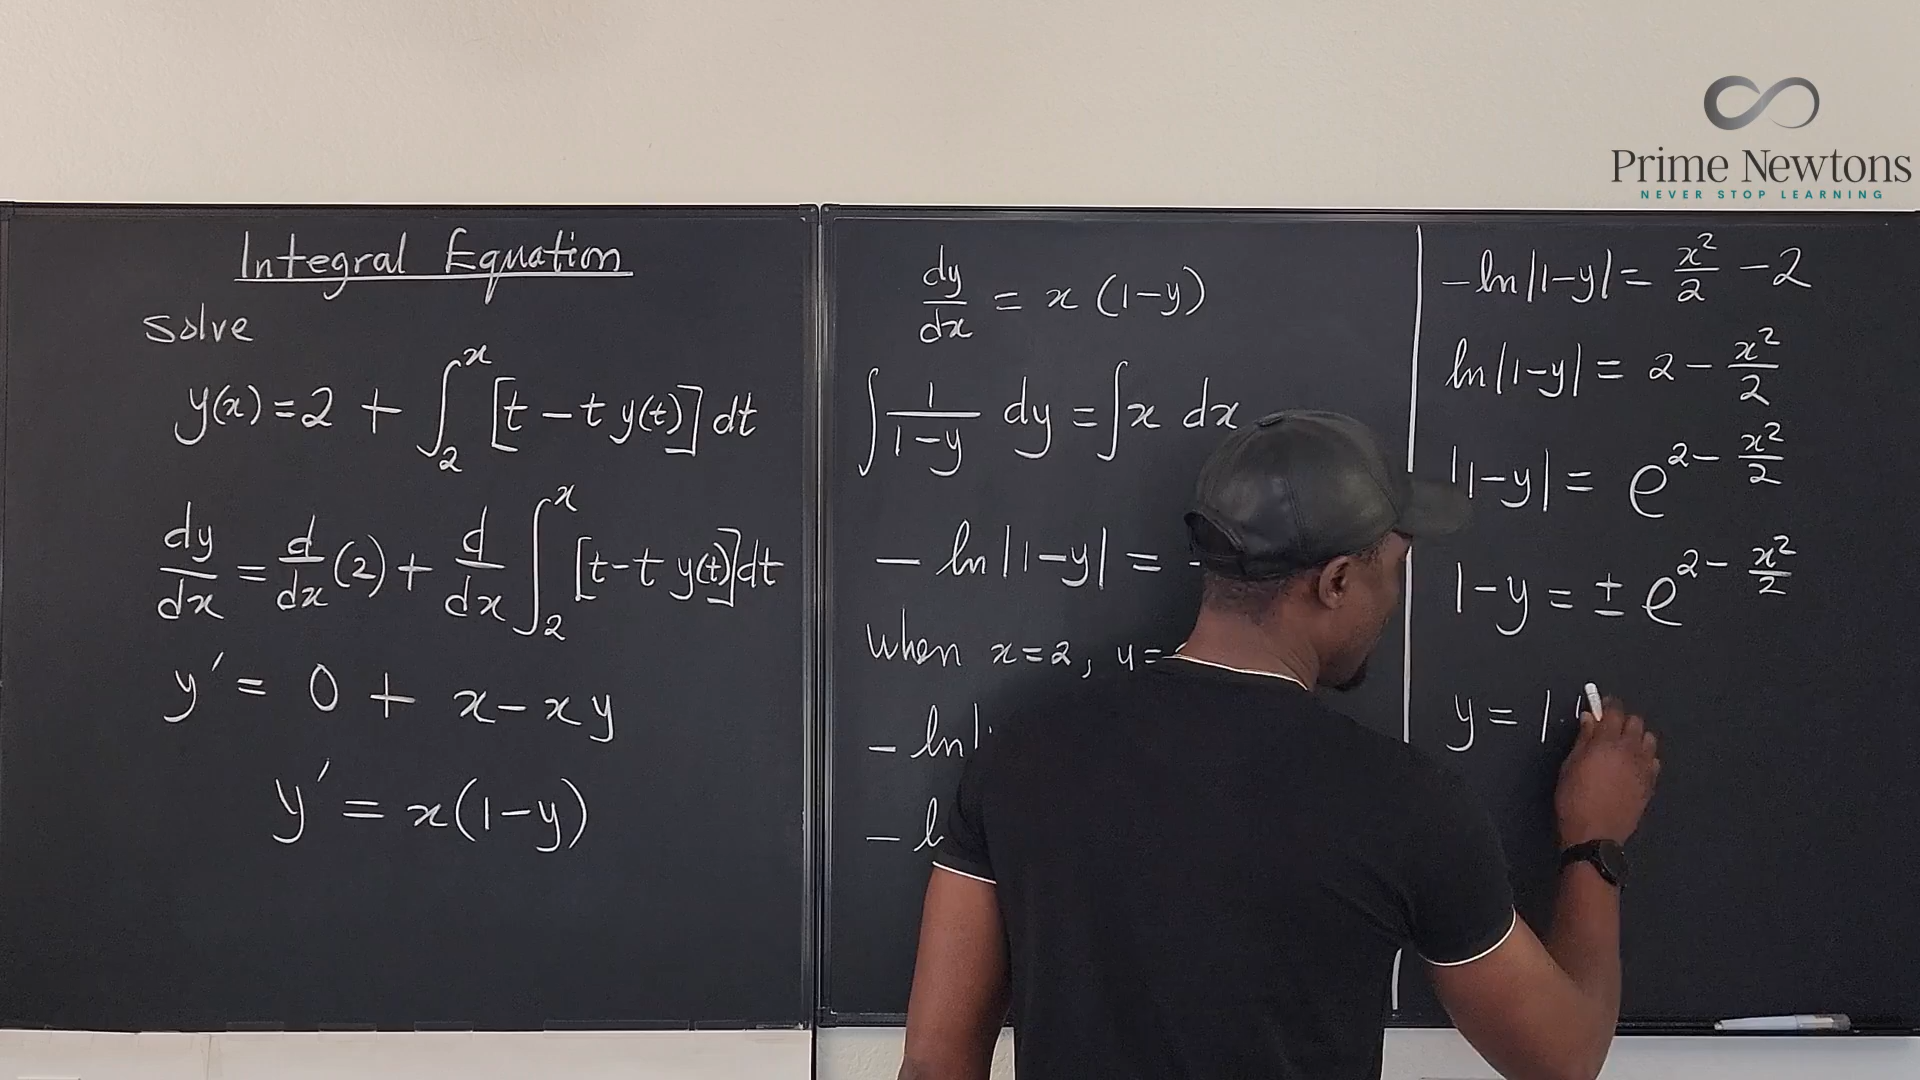 Prime Newtons
NEVER STOP LEARNING
Integral Equation
Solve
y(x) = 2 + ∫₂ˣ [t − t y(t)] dt
dy/dx = d/dx (2) + d/dx ∫₂ˣ [t − t y(t)] dt
y′ = 0 + x − xy
y′ = x(1−y)
dy/dx = x (1−y)
∫ 1/(1−y) dy = ∫ x dx
− ln|1−y| =
when x=2, y=
− ln|
−
−ln|1−y| = x²/2 − 2
ln|1−y| = 2 − x²/2
|1−y| = e^(2 − x²/2)
1−y = ± e^(2 − x²/2)
y = 1